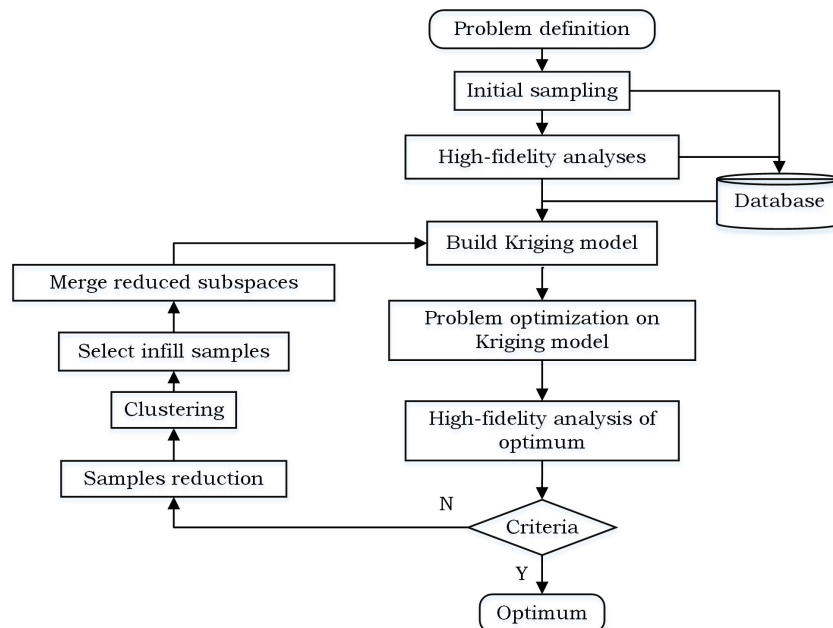 Problem definition
Initial sampling
High-fidelity analyses
Database
Build Kriging model
Merge reduced subspaces
Problem optimization on
Kriging model
Select infill samples
Clustering
High-fidelity analysis of
optimum
Samples reduction
N
Criteria
Y
Optimum